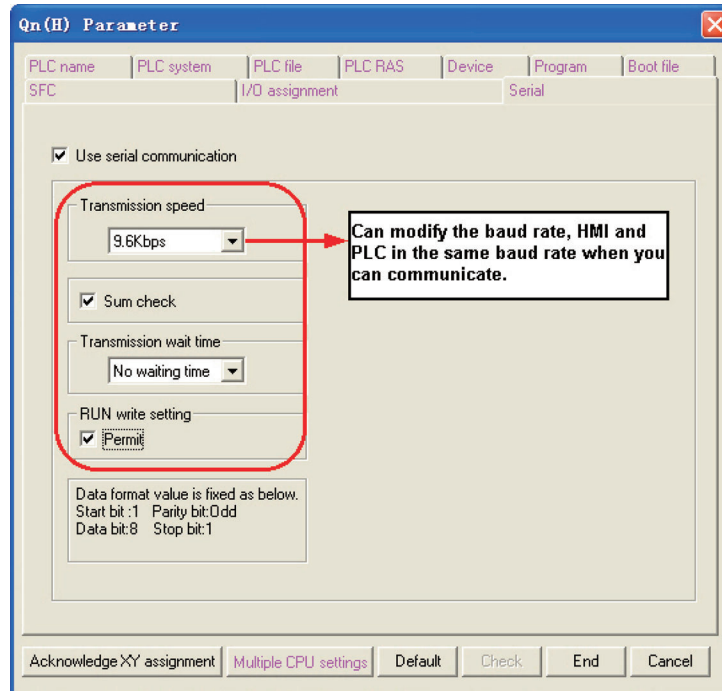 Qn(H) Parameter
PLC name PLC system PLC file PLC RAS Device Program Boot file
SFC I/O assignment Serial
Use serial communication
Transmission speed
9.6Kbps
Can modify the baud rate, HMI and
PLC in the same baud rate when you
can communicate.
Sum check
Transmission wait time
No waiting time
RUN write setting
Permit
Data format value is fixed as below.
Start bit :1 Parity bit:Odd
Data bit:8 Stop bit:1
Acknowledge XY assignment Multiple CPU settings Default Check End Cancel